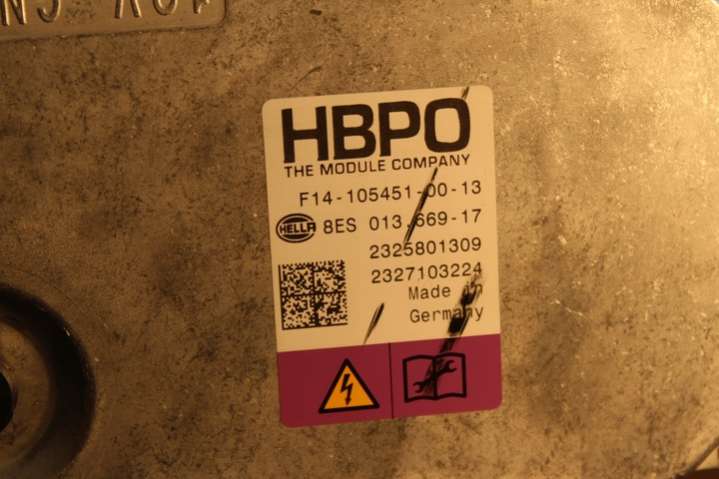 HBPO
THE MODULE COMPANY
F14-105451-00-13
HELLA 8ES 013.669-17
2325801309
2327103224
Made in
Germany